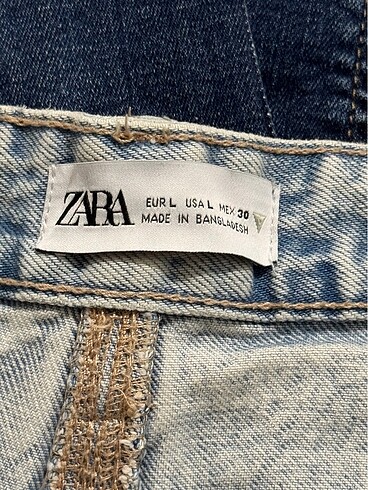 ZARA
EUR L USA L MEX 30
MADE IN BANGLADESH